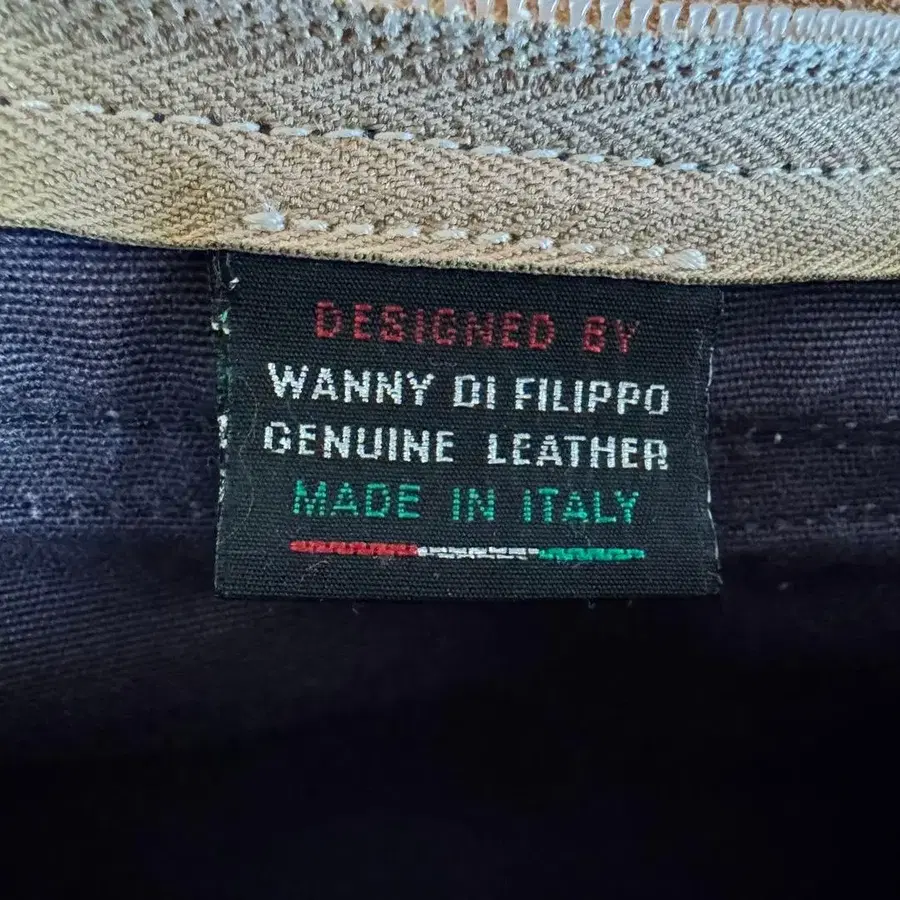 DESIGNED BY
WANNY DI FILIPPO
GENUINE LEATHER
MADE IN ITALY